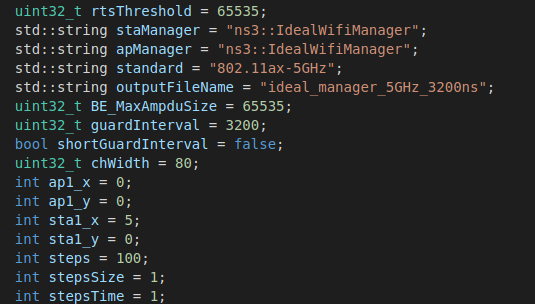 uint32_t rtsThreshold = 65535;
std::string staManager = "ns3::IdealWifiManager";
std::string apManager = "ns3::IdealWifiManager";
std::string standard = "802.11ax-5GHz";
std::string outputFileName = "ideal_manager_5GHz_3200ns";
uint32_t BE_MaxAmpduSize = 65535;
uint32_t guardInterval = 3200;
bool shortGuardInterval = false;
uint32_t chWidth = 80;
int ap1_x = 0;
int ap1_y = 0;
int sta1_x = 5;
int sta1_y = 0;
int steps = 100;
int stepsSize = 1;
int stepsTime = 1;